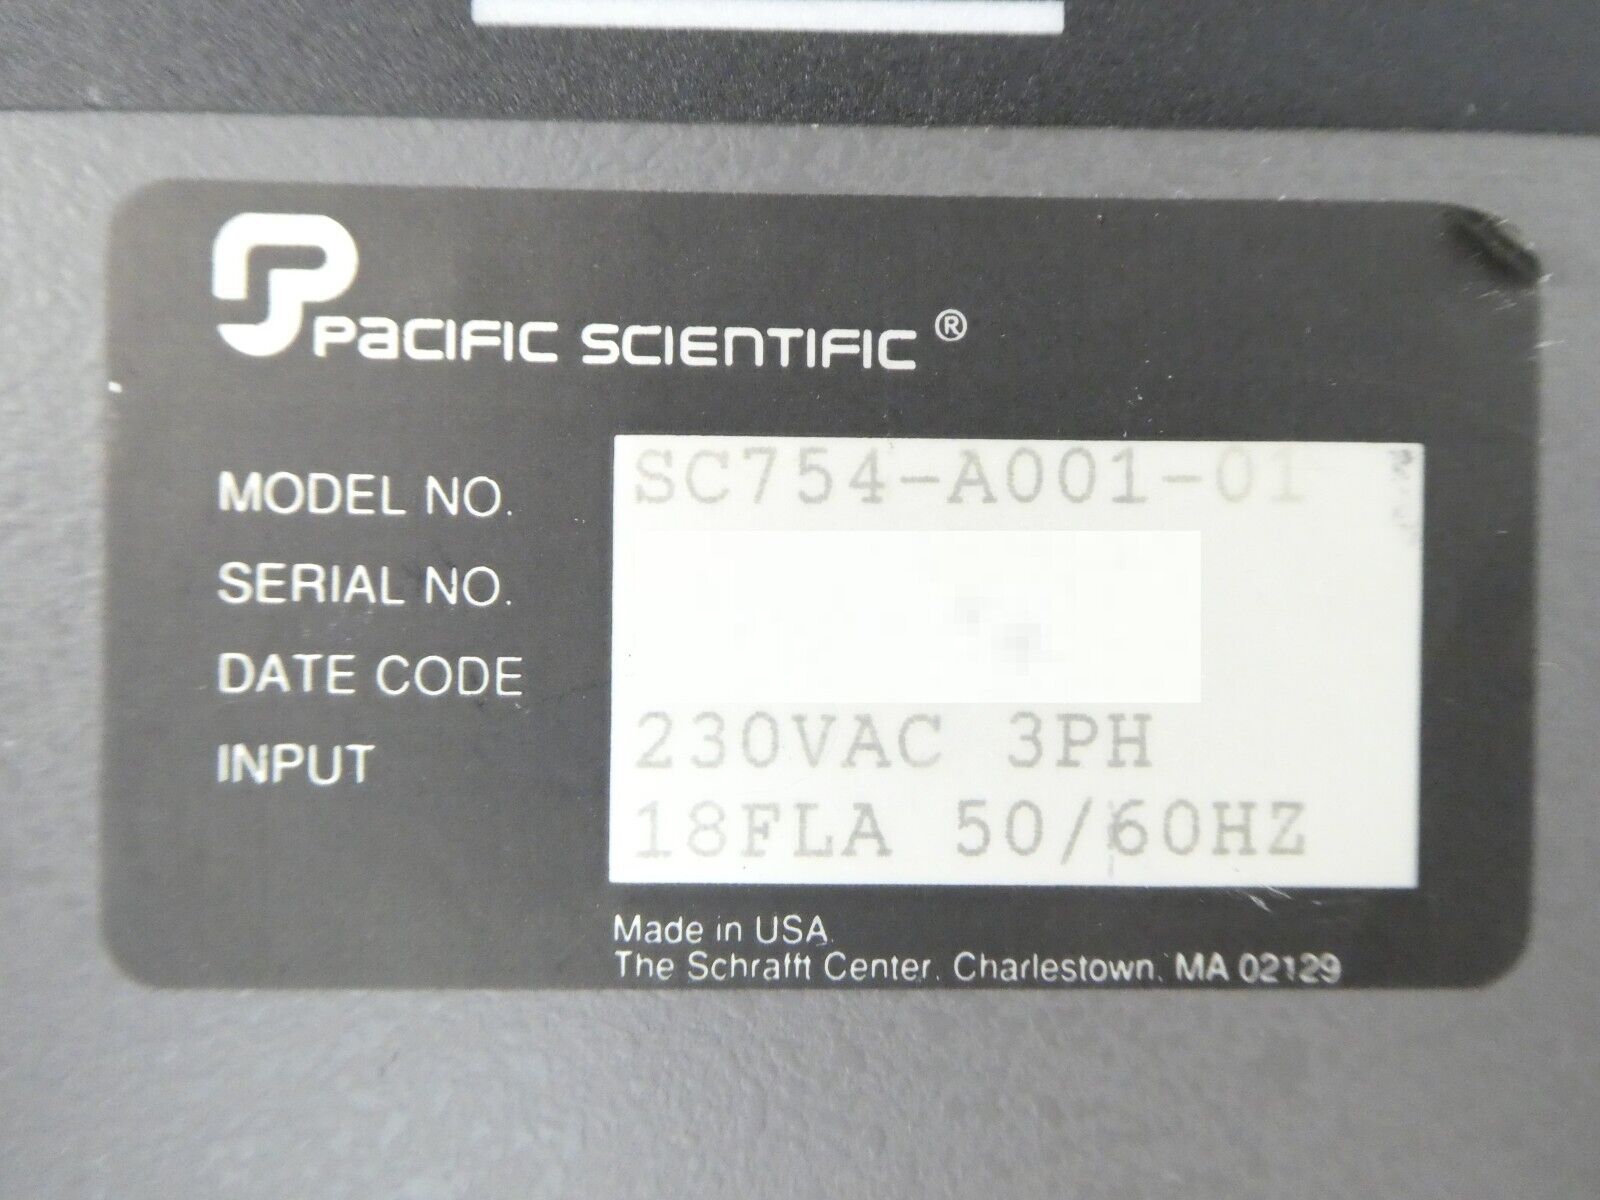 PACIFIC SCIENTIFIC ®
MODEL NO. SC754-A001-01
SERIAL NO.
DATE CODE
INPUT 230VAC 3PH
18FLA 50/60HZ
Made in USA
The Schrafft Center, Charlestown, MA 02129